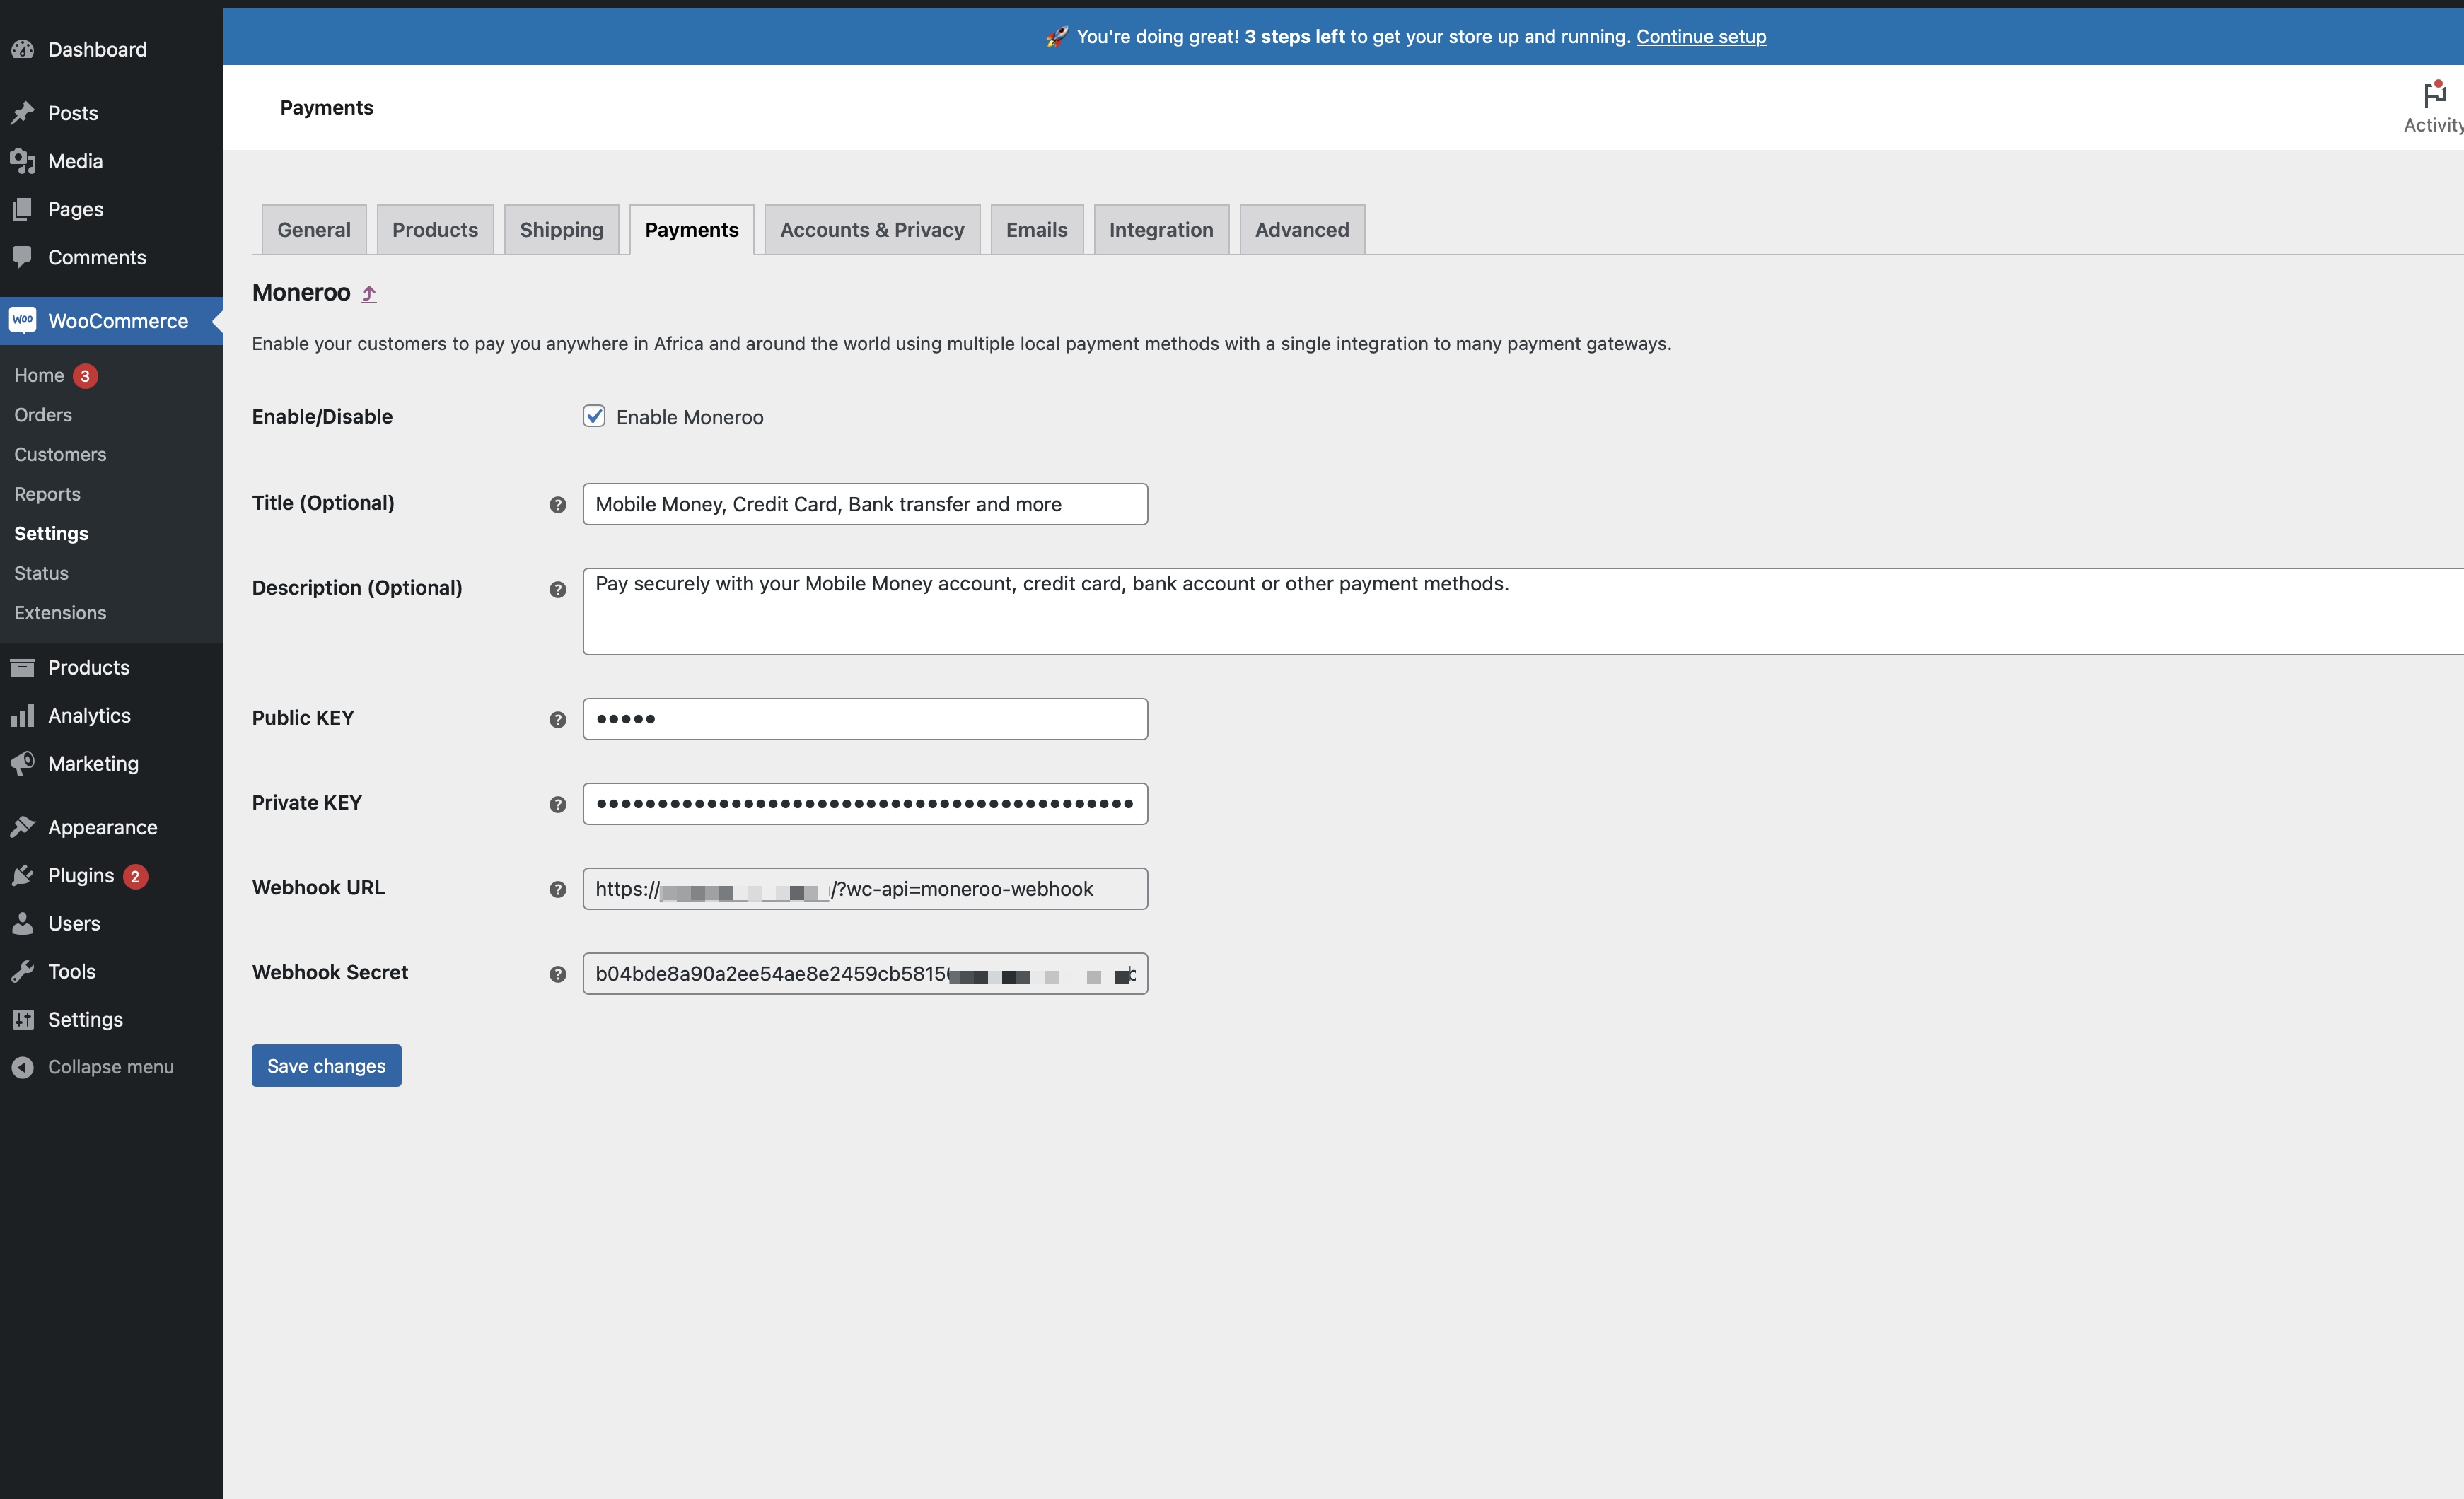 🚀 You're doing great! 3 steps left to get your store up and running. Continue setup
Dashboard
Posts
Media
Pages
Comments
Woo WooCommerce
Home 3
Orders
Customers
Reports
Settings
Status
Extensions
Products
Analytics
Marketing
Appearance
Plugins 2
Users
Tools
Settings
Collapse menu
Payments
Activity
General Products Shipping Payments Accounts & Privacy Emails Integration Advanced
Moneroo
Enable your customers to pay you anywhere in Africa and around the world using multiple local payment methods with a single integration to many payment gateways.
Enable/Disable Enable Moneroo
Title (Optional) ? Mobile Money, Credit Card, Bank transfer and more
Description (Optional) ? Pay securely with your Mobile Money account, credit card, bank account or other payment methods.
Public KEY ? •••••
Private KEY ? ••••••••••••••••••••••••••••••••••••••••••••
Webhook URL ? https:// /?wc-api=moneroo-webhook
Webhook Secret ? b04bde8a90a2ee54ae8e2459cb5815
Save changes